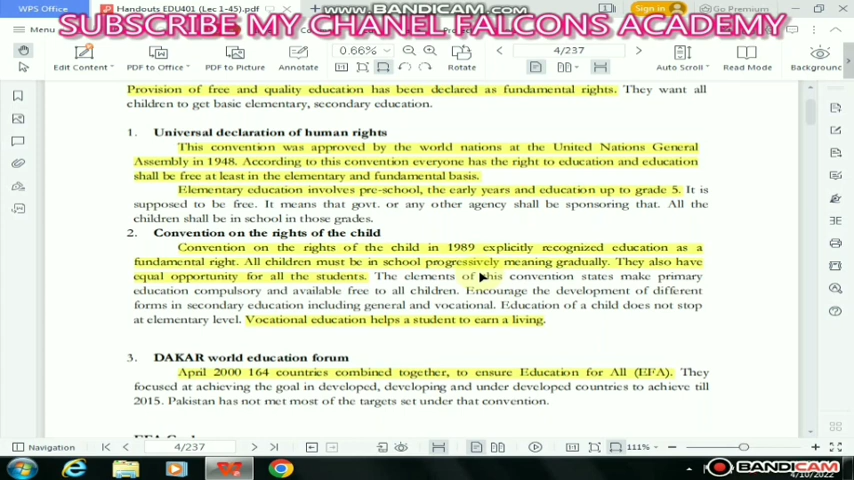 www.BANDICAM.com
WPS Office
Handouts EDU401 (Lec 1-45).pdf
Sign in
Go Premium
SUBSCRIBE MY CHANEL FALCONS ACADEMY
Menu
0.66%
4/237
Edit Content
PDF to Office
PDF to Picture
Annotate
Rotate
Auto Scroll
Read Mode
Background
Provision of free and quality education has been declared as fundamental rights. They want all
children to get basic elementary, secondary education.
1. Universal declaration of human rights
This convention was approved by the world nations at the United Nations General
Assembly in 1948. According to this convention everyone has the right to education and education
shall be free at least in the elementary and fundamental basis.
Elementary education involves pre-school, the early years and education up to grade 5. It is
supposed to be free. It means that govt. or any other agency shall be sponsoring that. All the
children shall be in school in those grades.
2. Convention on the rights of the child
Convention on the rights of the child in 1989 explicitly recognized education as a
fundamental right. All children must be in school progressively meaning gradually. They also have
equal opportunity for all the students. The elements of this convention states make primary
education compulsory and available free to all children. Encourage the development of different
forms in secondary education including general and vocational. Education of a child does not stop
at elementary level. Vocational education helps a student to earn a living.
3. DAKAR world education forum
April 2000 164 countries combined together, to ensure Education for All (EFA). They
focused at achieving the goal in developed, developing and under developed countries to achieve till
2015. Pakistan has not met most of the targets set under that convention.
Navigation
4/237
111%
BANDICAM
4/10/2022